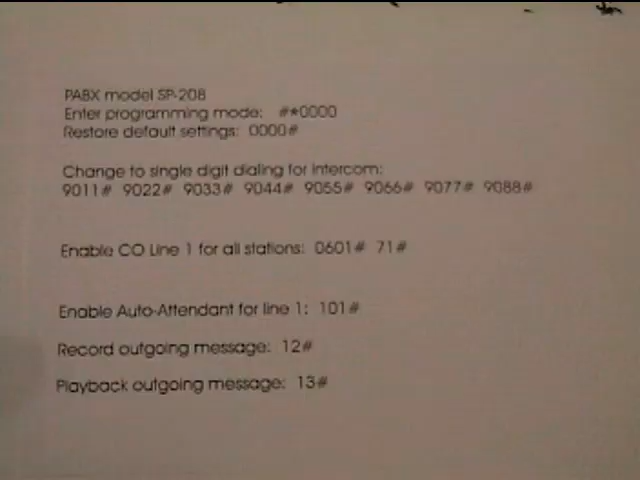 PABX model SP-208
Enter programming mode: #*0000
Restore default settings: 0000#
Change to single digit dialing for intercom:
9011# 9022# 9033# 9044# 9055# 9066# 9077# 9088#
Enable CO Line 1 for all stations: 0601# 71#
Enable Auto-Attendant for line 1: 101#
Record outgoing message: 12#
Playback outgoing message: 13#